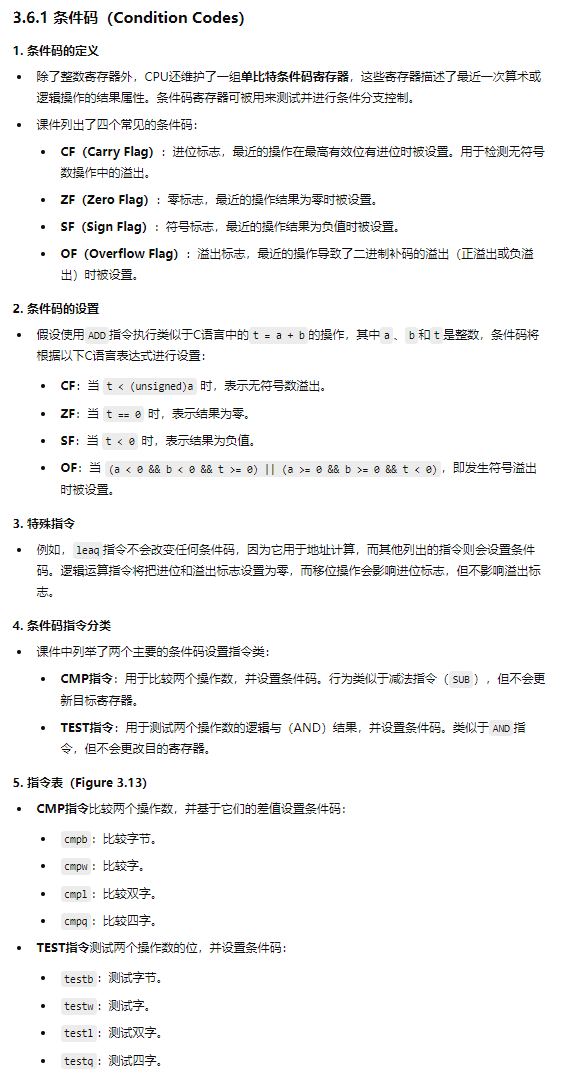 3.6.1 条件码（Condition Codes）
1. 条件码的定义
• 除了整数寄存器外，CPU还维护了一组单比特条件码寄存器，这些寄存器描述了最近一次算术或
逻辑操作的结果属性。条件码寄存器可被用来测试并进行条件分支控制。
• 课件列出了四个常见的条件码：
• CF（Carry Flag）：进位标志，最近的操作在最高有效位有进位时被设置。用于检测无符号
数操作中的溢出。
• ZF（Zero Flag）：零标志，最近的操作结果为零时被设置。
• SF（Sign Flag）：符号标志，最近的操作结果为负值时被设置。
• OF（Overflow Flag）：溢出标志，最近的操作导致了二进制补码的溢出（正溢出或负溢
出）时被设置。
2. 条件码的设置
• 假设使用 ADD 指令执行类似于C语言中的 t = a + b 的操作，其中 a 、 b 和 t 是整数，条件码将
根据以下C语言表达式进行设置：
• CF：当 t < (unsigned)a 时，表示无符号数溢出。
• ZF：当 t == 0 时，表示结果为零。
• SF：当 t < 0 时，表示结果为负值。
• OF：当 (a < 0 && b < 0 && t >= 0) || (a >= 0 && b >= 0 && t < 0)，即发生符号溢出
时被设置。
3. 特殊指令
• 例如， leaq 指令不会改变任何条件码，因为它用于地址计算，而其他列出的指令则会设置条件
码。逻辑运算指令将把进位和溢出标志设置为零，而移位操作会影响进位标志，但不影响溢出标
志。
4. 条件码指令分类
• 课件中列举了两个主要的条件码设置指令类：
• CMP指令：用于比较两个操作数，并设置条件码。行为类似于减法指令（ SUB ），但不会更
新目标寄存器。
• TEST指令：用于测试两个操作数的逻辑与（AND）结果，并设置条件码。类似于 AND 指
令，但不会更改目的寄存器。
5. 指令表（Figure 3.13）
• CMP指令比较两个操作数，并基于它们的差值设置条件码：
• cmpb ：比较字节。
• cmpw ：比较字。
• cmpl ：比较双字。
• cmpq ：比较四字。
• TEST指令测试两个操作数的位，并设置条件码：
• testb ：测试字节。
• testw ：测试字。
• testl ：测试双字。
• testq ：测试四字。